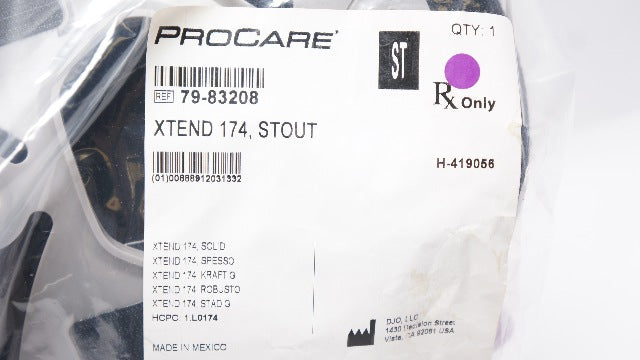 PROCARE
ST
QTY: 1
REF 79-83208
Rx Only
XTEND 174, STOUT
H-419056
(01)00888912031332
XTEND 174, SOLID
XTEND 174, SPESSO
XTEND 174, KRAFTIG
XTEND 174, ROBUSTO
XTEND 174, STADIG
HCPC: 1.L0174
MADE IN MEXICO
DJO, LLC
1430 Decision Street
Vista, CA 92081 USA